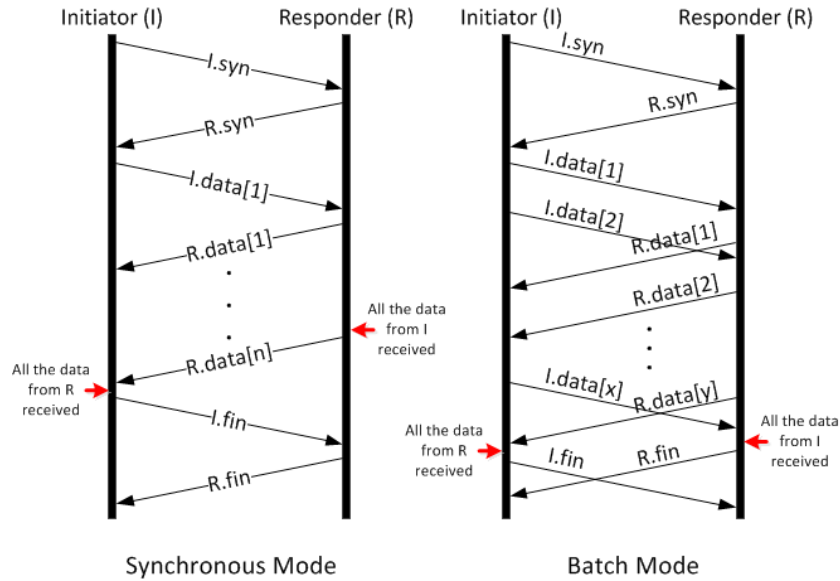 Initiator (I)
Responder (R)
I.syn
R.syn
I.data[1]
R.data[1]
All the data
from I
received
R.data[n]
All the data
from R
received
I.fin
R.fin
Synchronous Mode
Initiator (I)
Responder (R)
I.syn
R.syn
I.data[1]
I.data[2]
R.data[1]
R.data[2]
I.data[x]
R.data[y]
All the data
from R
received
All the data
from I
received
I.fin
R.fin
Batch Mode